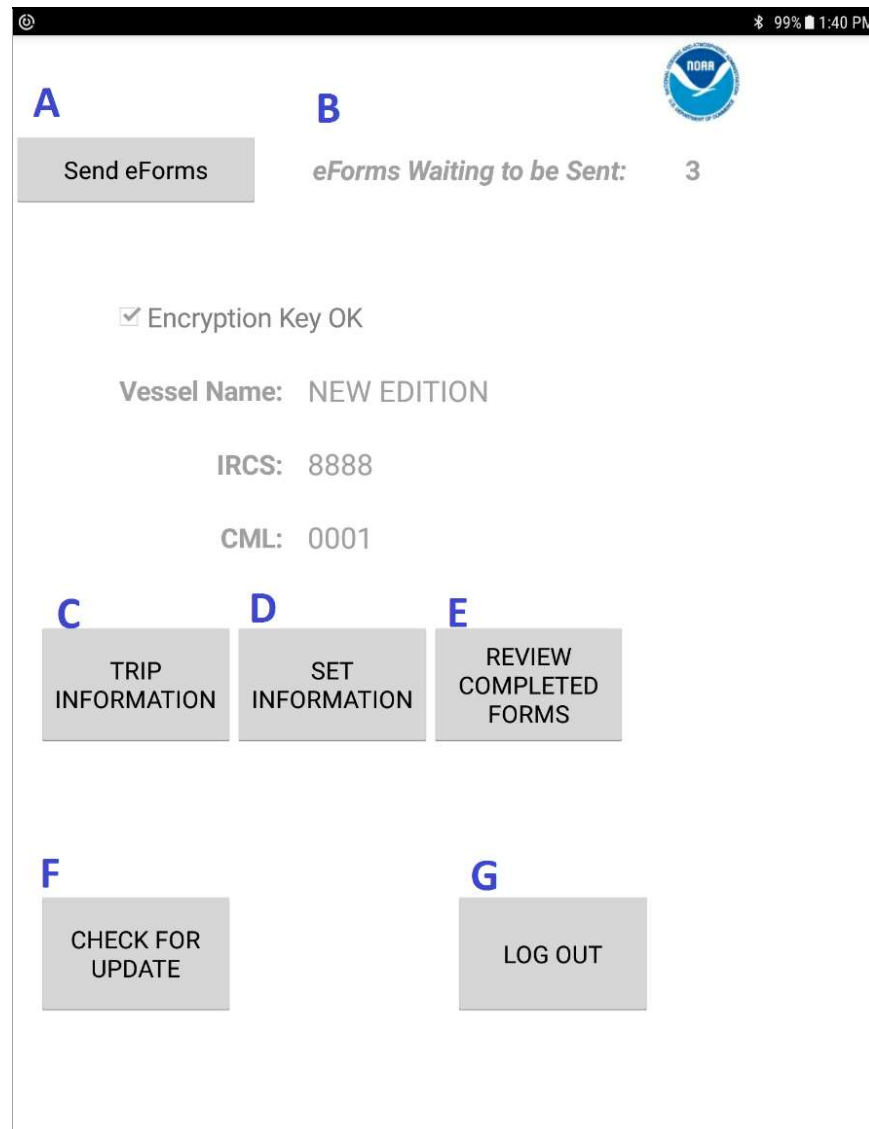 99% 1:40 PM
NOAA
A
B
Send eForms
eForms Waiting to be Sent: 3
Encryption Key OK
Vessel Name: NEW EDITION
IRCS: 8888
CML: 0001
C
D
E
TRIP
INFORMATION
SET
INFORMATION
REVIEW
COMPLETED
FORMS
F
G
CHECK FOR
UPDATE
LOG OUT